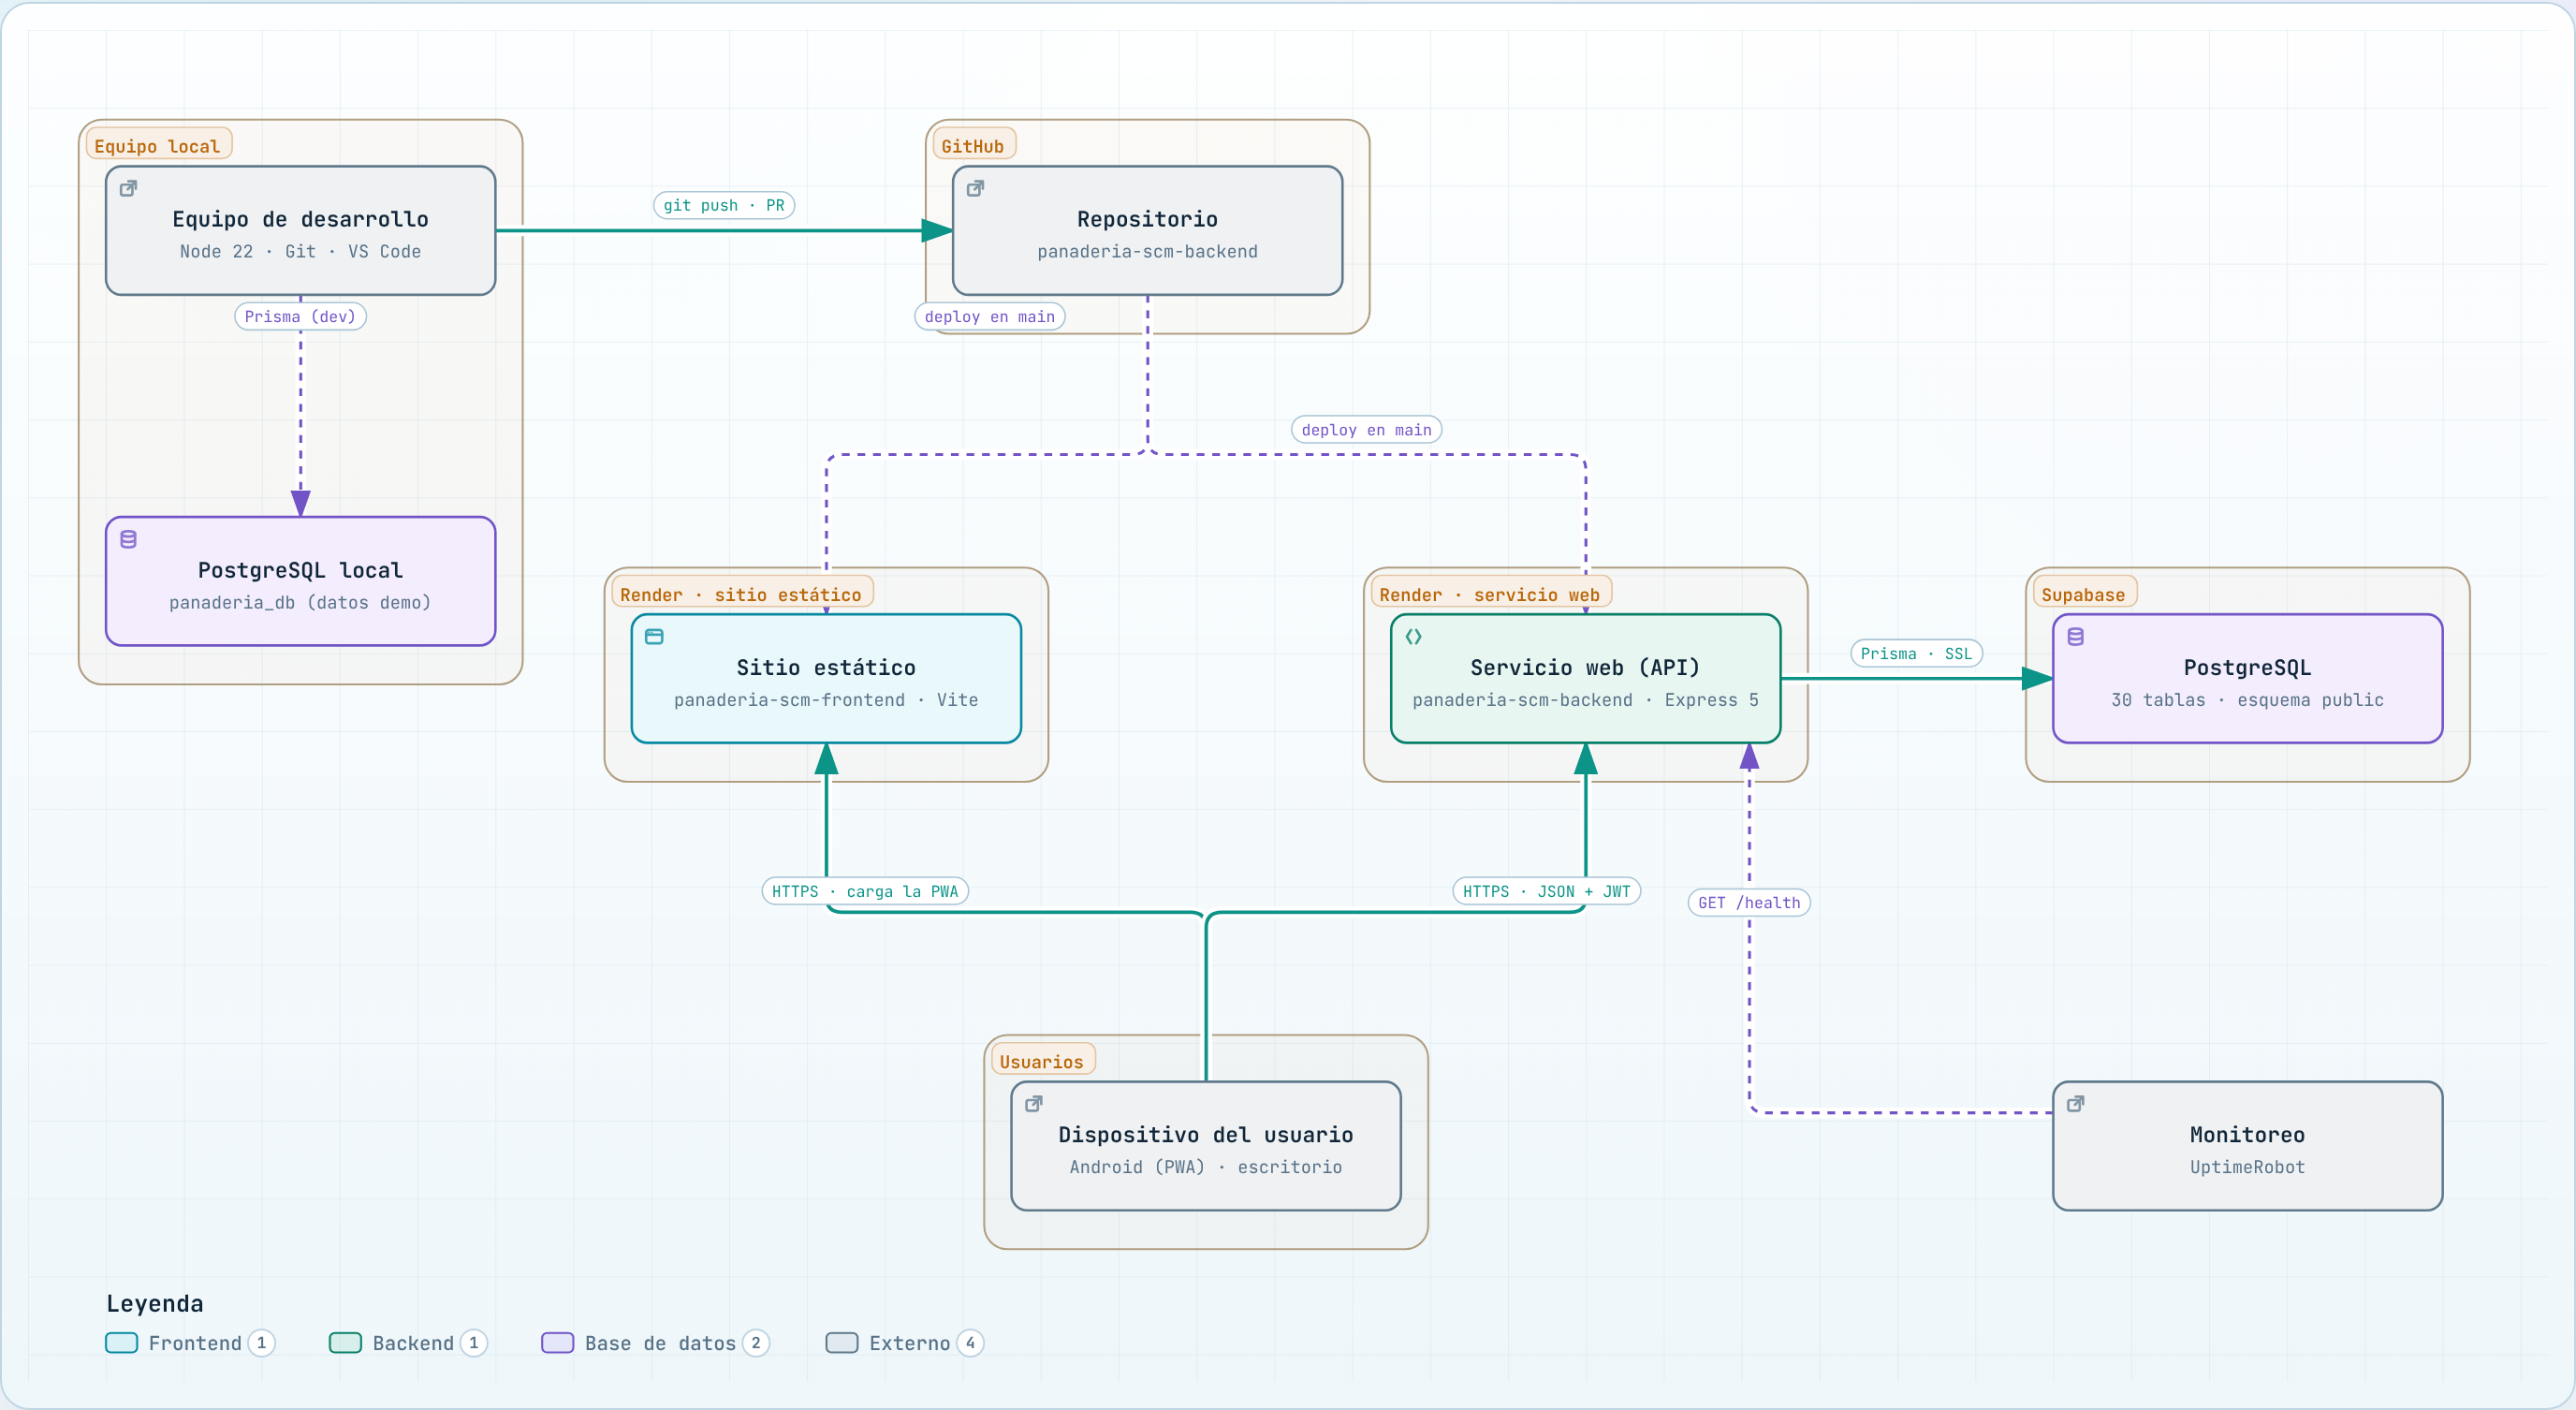 Equipo local
Equipo de desarrollo
Node 22 · Git · VS Code
git push · PR
GitHub
Repositorio
panaderia-scm-backend
Prisma (dev)
deploy en main
deploy en main
PostgreSQL local
panaderia_db (datos demo)
Render · sitio estático
Sitio estático
panaderia-scm-frontend · Vite
Render · servicio web
Servicio web (API)
panaderia-scm-backend · Express 5
Prisma · SSL
Supabase
PostgreSQL
30 tablas · esquema public
HTTPS · carga la PWA
HTTPS · JSON + JWT
GET /health
Usuarios
Dispositivo del usuario
Android (PWA) · escritorio
Monitoreo
UptimeRobot
Leyenda
Frontend 1
Backend 1
Base de datos 2
Externo 4